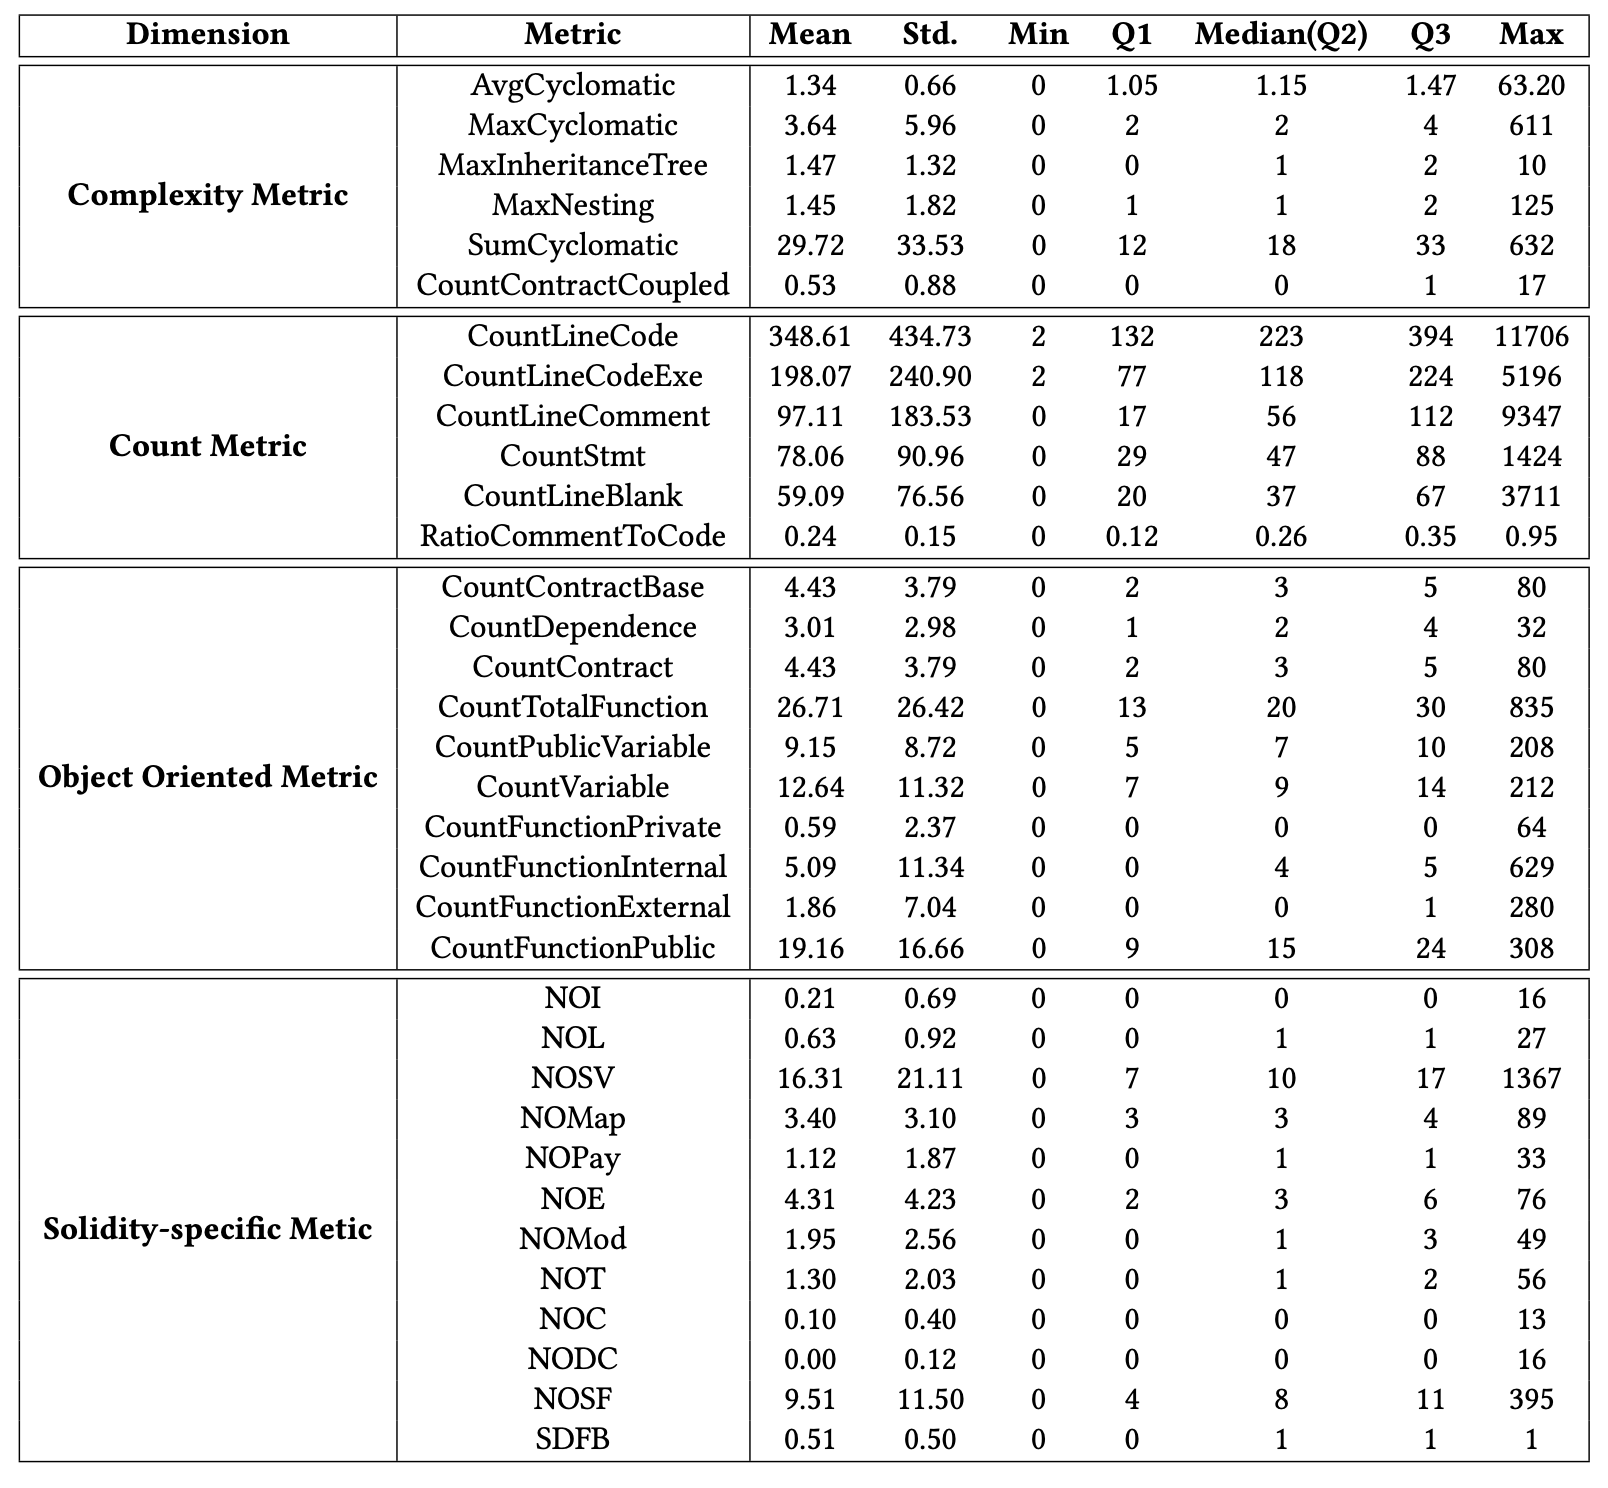 Dimension Metric Mean Std. Min Q1 Median(Q2) Q3 Max
AvgCyclomatic 1.34 0.66 0 1.05 1.15 1.47 63.20
MaxCyclomatic 3.64 5.96 0 2 2 4 611
MaxInheritanceTree 1.47 1.32 0 0 1 2 10
Complexity Metric
MaxNesting 1.45 1.82 0 1 1 2 125
SumCyclomatic 29.72 33.53 0 12 18 33 632
CountContractCoupled 0.53 0.88 0 0 0 1 17
CountLineCode 348.61 434.73 2 132 223 394 11706
CountLineCodeExe 198.07 240.90 2 77 118 224 5196
CountLineComment 97.11 183.53 0 17 56 112 9347
Count Metric
CountStmt 78.06 90.96 0 29 47 88 1424
CountLineBlank 59.09 76.56 0 20 37 67 3711
RatioCommentToCode 0.24 0.15 0 0.12 0.26 0.35 0.95
CountContractBase 4.43 3.79 0 2 3 5 80
CountDependence 3.01 2.98 0 1 2 4 32
CountContract 4.43 3.79 0 2 3 5 80
CountTotalFunction 26.71 26.42 0 13 20 30 835
CountPublicVariable 9.15 8.72 0 5 7 10 208
Object Oriented Metric
CountVariable 12.64 11.32 0 7 9 14 212
CountFunctionPrivate 0.59 2.37 0 0 0 0 64
CountFunctionInternal 5.09 11.34 0 0 4 5 629
CountFunctionExternal 1.86 7.04 0 0 0 1 280
CountFunctionPublic 19.16 16.66 0 9 15 24 308
NOI 0.21 0.69 0 0 0 0 16
NOL 0.63 0.92 0 0 1 1 27
NOSV 16.31 21.11 0 7 10 17 1367
NOMap 3.40 3.10 0 3 3 4 89
NOPay 1.12 1.87 0 0 1 1 33
NOE 4.31 4.23 0 2 3 6 76
Solidity-specific Metic
NOMod 1.95 2.56 0 0 1 3 49
NOT 1.30 2.03 0 0 1 2 56
NOC 0.10 0.40 0 0 0 0 13
NODC 0.00 0.12 0 0 0 0 16
NOSF 9.51 11.50 0 4 8 11 395
SDFB 0.51 0.50 0 0 1 1 1